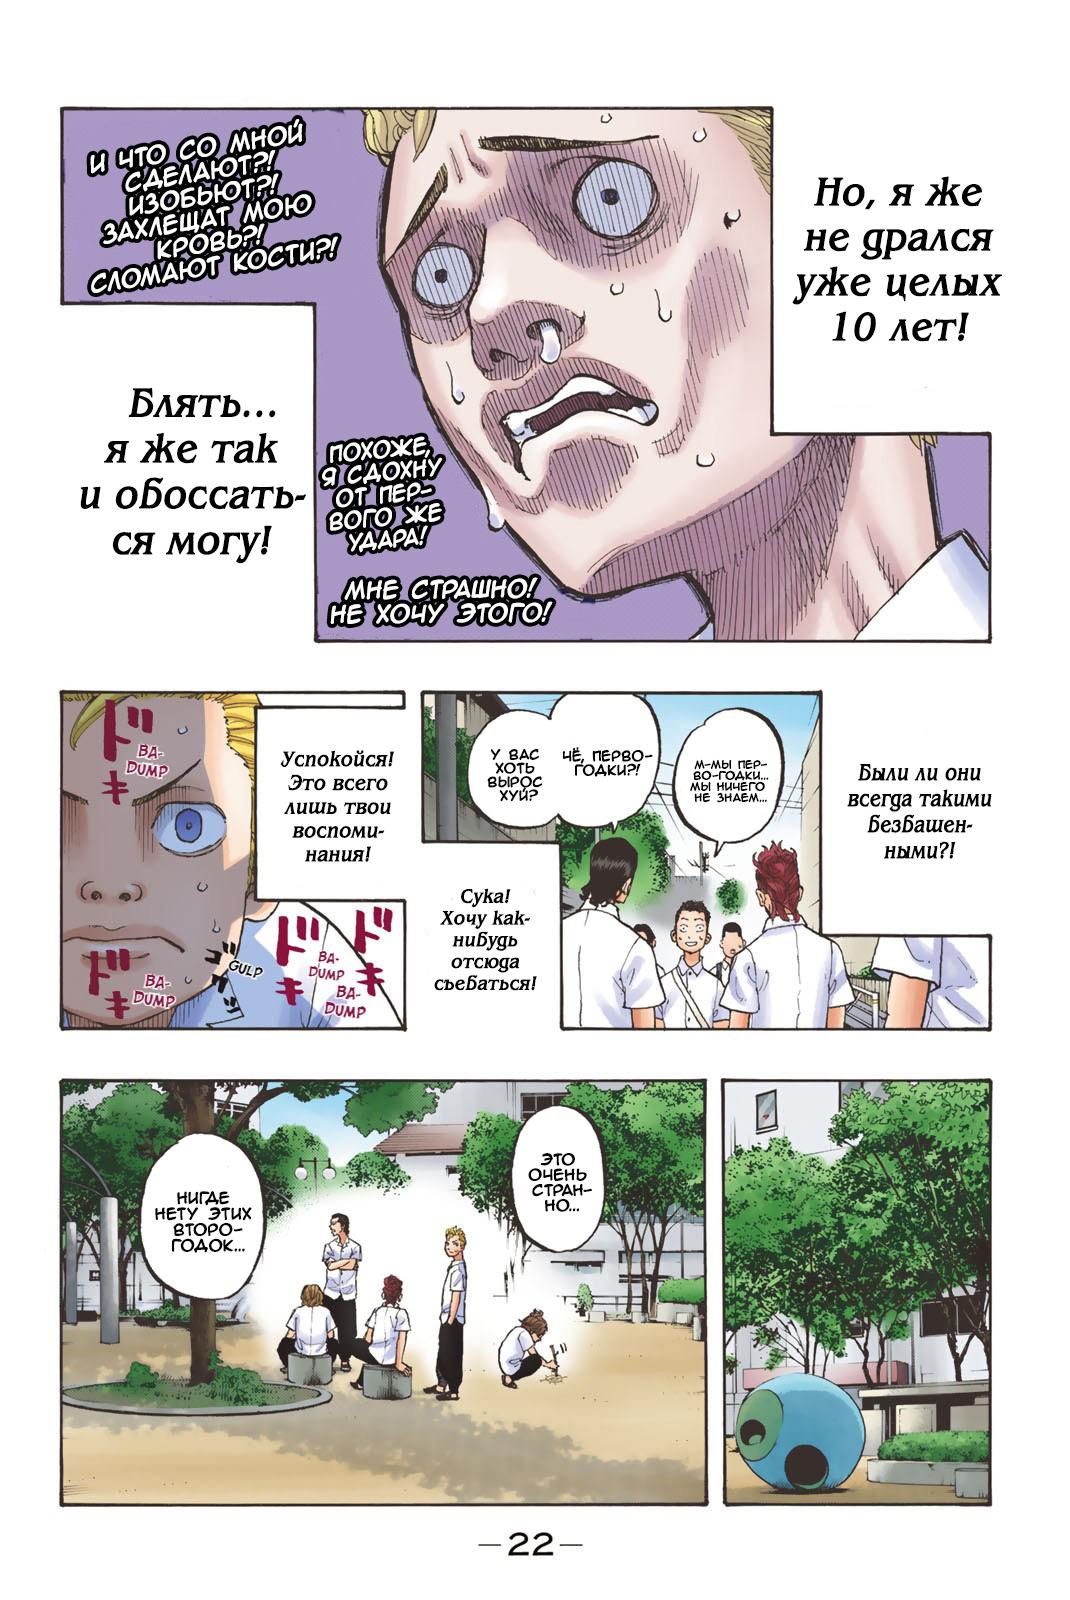 Но, я же
не дрался
уже целых
10 лет!
И ЧТО СО МНОЙ
СДЕЛАЮТ?!
ИЗОБЬЮТ?!
ЗАХЛЕЩАТ МОЮ
КРОВЬ?!
СЛОМАЮТ КОСТИ?!
ПОХОЖЕ,
Я СДОХНУ
ОТ ПЕР-
ВОГО ЖЕ
УДАРА!
МНЕ СТРАШНО!
НЕ ХОЧУ ЭТОГО!
Блять...
я же так
и обоссать-
ся могу!
Были ли они
всегда такими
безбашен-
ными?!
М-МЫ ПЕР-
ВО-ГОДКИ...
МЫ НИЧЕГО
НЕ ЗНАЕМ...
ЧЁ, ПЕРВО-
ГОДКИ?!
У ВАС
ХОТЬ
ВЫРОС
ХУЙ?
Сука!
Хочу как-
нибудь
отсюда
съебаться!
Успокойся!
Это всего
лишь твои
воспоми-
нания!
ドキ
BA-
DUMP
ドキ
BA-
DUMP
GULP
ドキ
BA-
DUMP
ドキ
BA-
DUMP
ЭТО
ОЧЕНЬ
СТРАН-
НО...
НИГДЕ
НЕТУ ЭТИХ
ВТОРО-
ГОДОК...
—22—